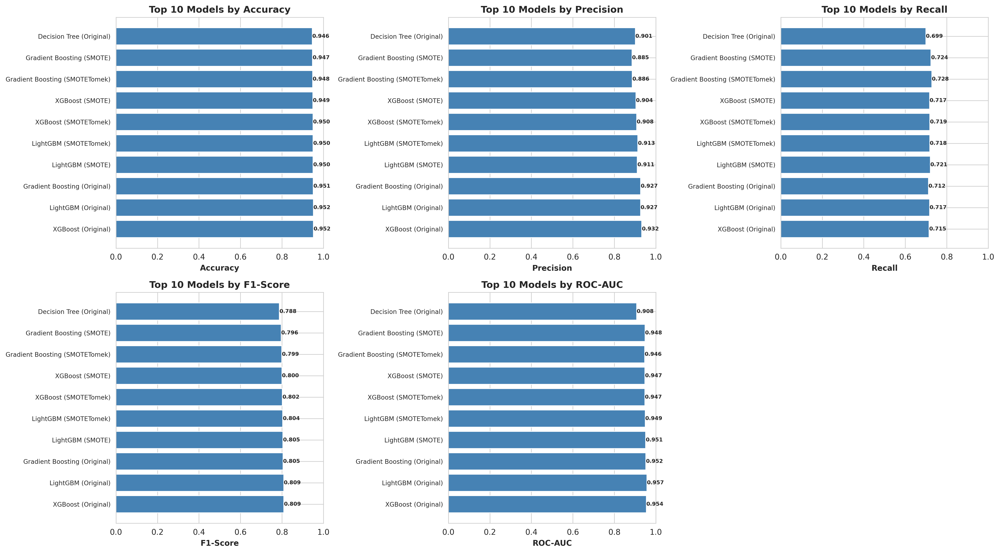 Top 10 Models by Accuracy
Decision Tree (Original)
0.946
Gradient Boosting (SMOTE)
0.947
Gradient Boosting (SMOTETomek)
0.948
XGBoost (SMOTE)
0.949
XGBoost (SMOTETomek)
0.950
LightGBM (SMOTETomek)
0.950
LightGBM (SMOTE)
0.950
Gradient Boosting (Original)
0.951
LightGBM (Original)
0.952
XGBoost (Original)
0.952
0.0 0.2 0.4 0.6 0.8 1.0
Accuracy
Top 10 Models by Precision
Decision Tree (Original)
0.901
Gradient Boosting (SMOTE)
0.885
Gradient Boosting (SMOTETomek)
0.886
XGBoost (SMOTE)
0.904
XGBoost (SMOTETomek)
0.908
LightGBM (SMOTETomek)
0.913
LightGBM (SMOTE)
0.911
Gradient Boosting (Original)
0.927
LightGBM (Original)
0.927
XGBoost (Original)
0.932
0.0 0.2 0.4 0.6 0.8 1.0
Precision
Top 10 Models by Recall
Decision Tree (Original)
0.699
Gradient Boosting (SMOTE)
0.724
Gradient Boosting (SMOTETomek)
0.728
XGBoost (SMOTE)
0.717
XGBoost (SMOTETomek)
0.719
LightGBM (SMOTETomek)
0.718
LightGBM (SMOTE)
0.721
Gradient Boosting (Original)
0.712
LightGBM (Original)
0.717
XGBoost (Original)
0.715
0.0 0.2 0.4 0.6 0.8 1.0
Recall
Top 10 Models by F1-Score
Decision Tree (Original)
0.788
Gradient Boosting (SMOTE)
0.796
Gradient Boosting (SMOTETomek)
0.799
XGBoost (SMOTE)
0.800
XGBoost (SMOTETomek)
0.802
LightGBM (SMOTETomek)
0.804
LightGBM (SMOTE)
0.805
Gradient Boosting (Original)
0.805
LightGBM (Original)
0.809
XGBoost (Original)
0.809
0.0 0.2 0.4 0.6 0.8 1.0
F1-Score
Top 10 Models by ROC-AUC
Decision Tree (Original)
0.908
Gradient Boosting (SMOTE)
0.948
Gradient Boosting (SMOTETomek)
0.946
XGBoost (SMOTE)
0.947
XGBoost (SMOTETomek)
0.947
LightGBM (SMOTETomek)
0.949
LightGBM (SMOTE)
0.951
Gradient Boosting (Original)
0.952
LightGBM (Original)
0.957
XGBoost (Original)
0.954
0.0 0.2 0.4 0.6 0.8 1.0
ROC-AUC